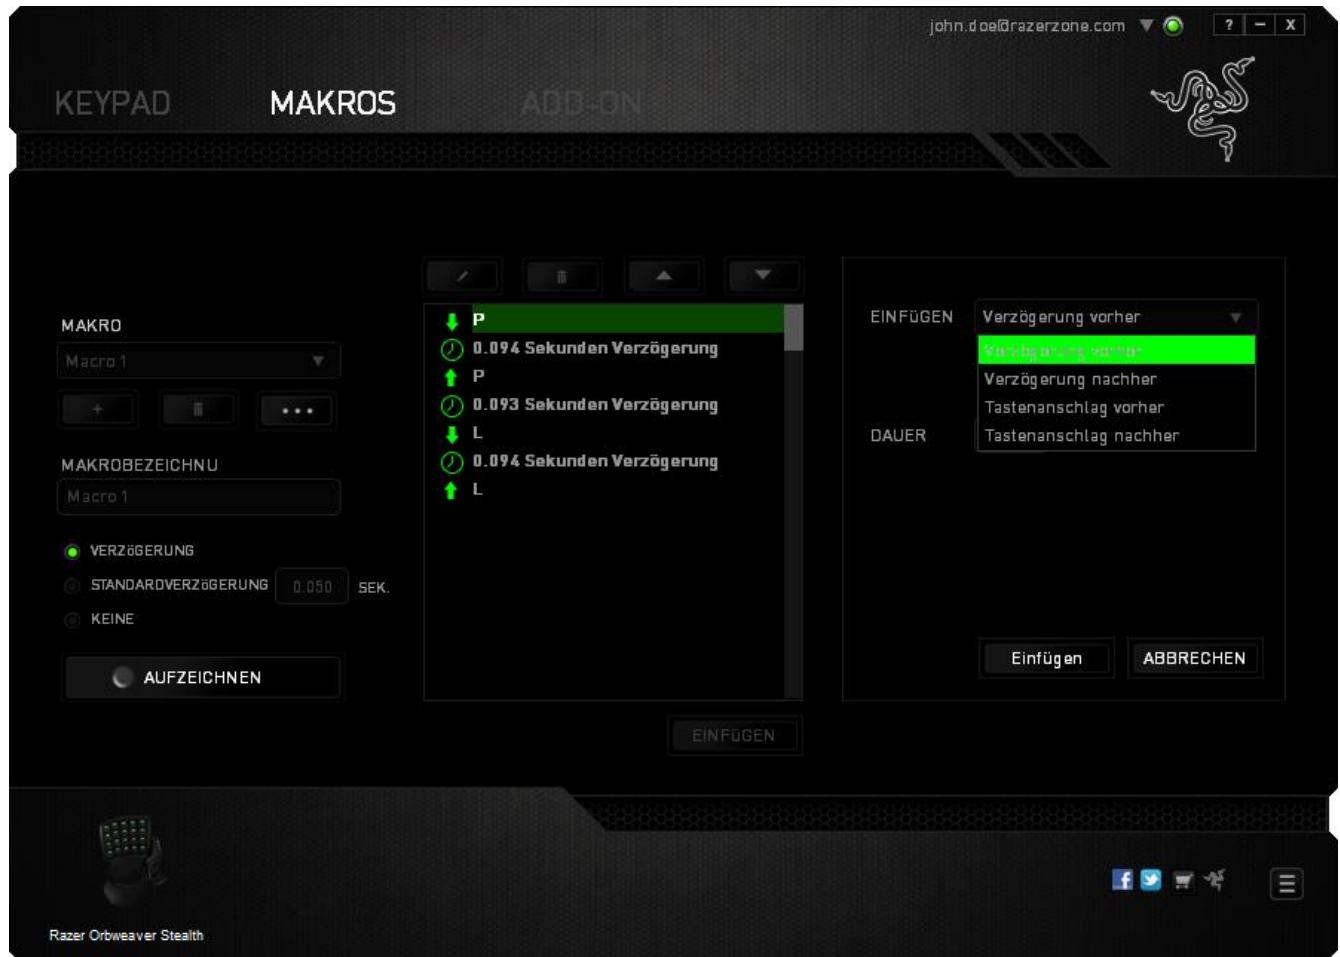 john.doe@razerzone.com
? – X
KEYPAD MAKROS ADD-ON
MAKRO
Macro 1
MAKROBEZEICHNU
Macro 1
VERZÖGERUNG
STANDARDVERZÖGERUNG 0.050 SEK.
KEINE
AUFZEICHNEN
P
0.094 Sekunden Verzögerung
P
0.093 Sekunden Verzögerung
L
0.094 Sekunden Verzögerung
L
EINFÜGEN
EINFÜGEN Verzögerung vorher
Verzögerung vorher
Verzögerung nachher
Tastenanschlag vorher
Tastenanschlag nachher
DAUER
Einfügen ABBRECHEN
Razer Orbweaver Stealth